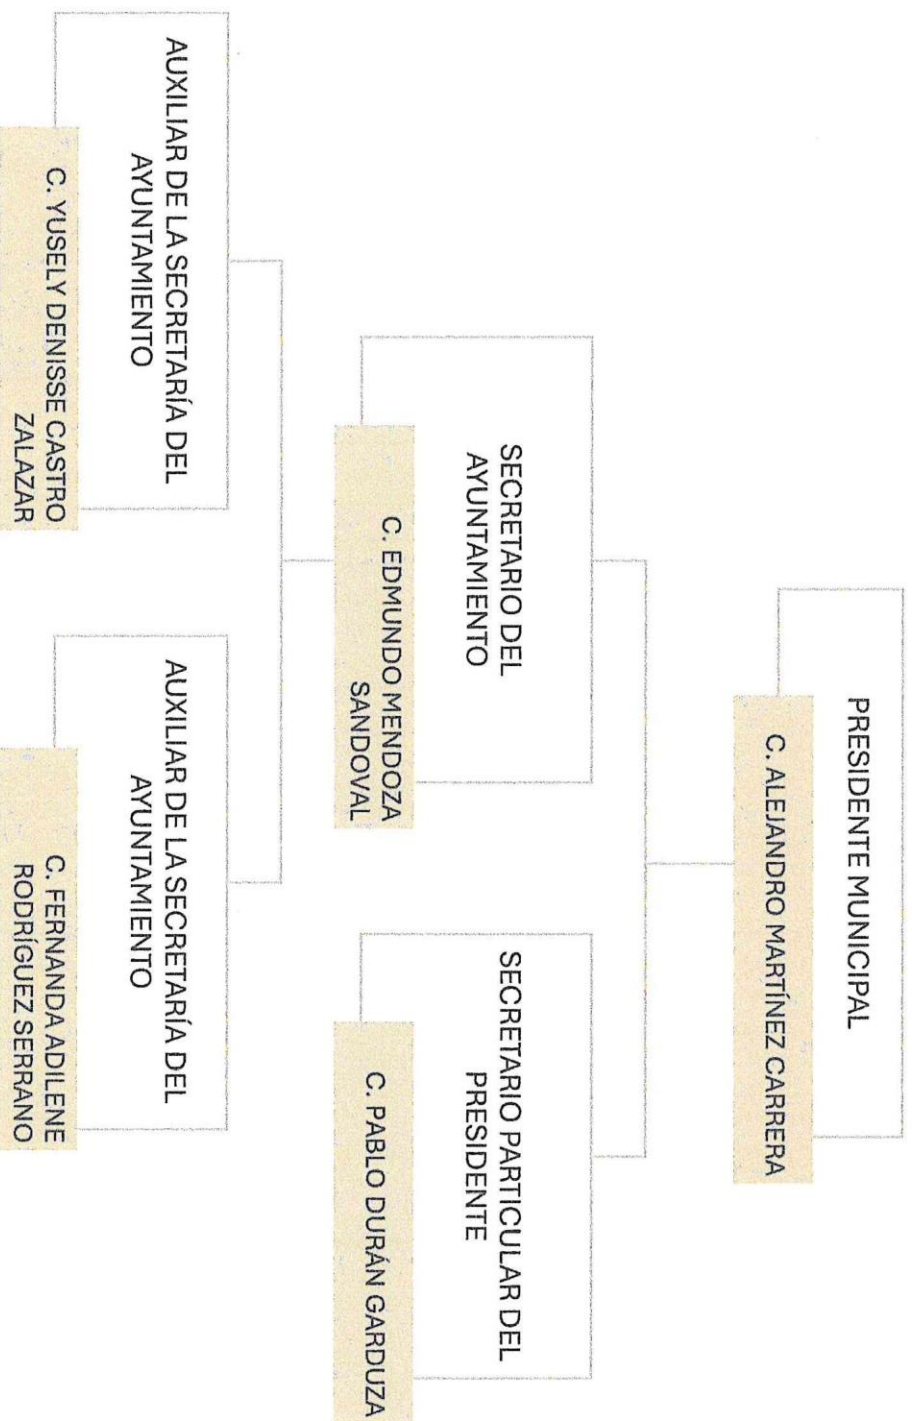 PRESIDENTE MUNICIPAL
C. ALEJANDRO MARTÍNEZ CARRERA
SECRETARIO DEL
AYUNTAMIENTO
C. EDMUNDO MENDOZA
SANDOVAL
SECRETARIO PARTICULAR DEL
PRESIDENTE
C. PABLO DURÁN GARDUZA
AUXILIAR DE LA SECRETARÍA DEL
AYUNTAMIENTO
C. YUSELY DENISSE CASTRO
ZALAZAR
AUXILIAR DE LA SECRETARÍA DEL
AYUNTAMIENTO
C. FERNANDA ADILENE
RODRÍGUEZ SERRANO